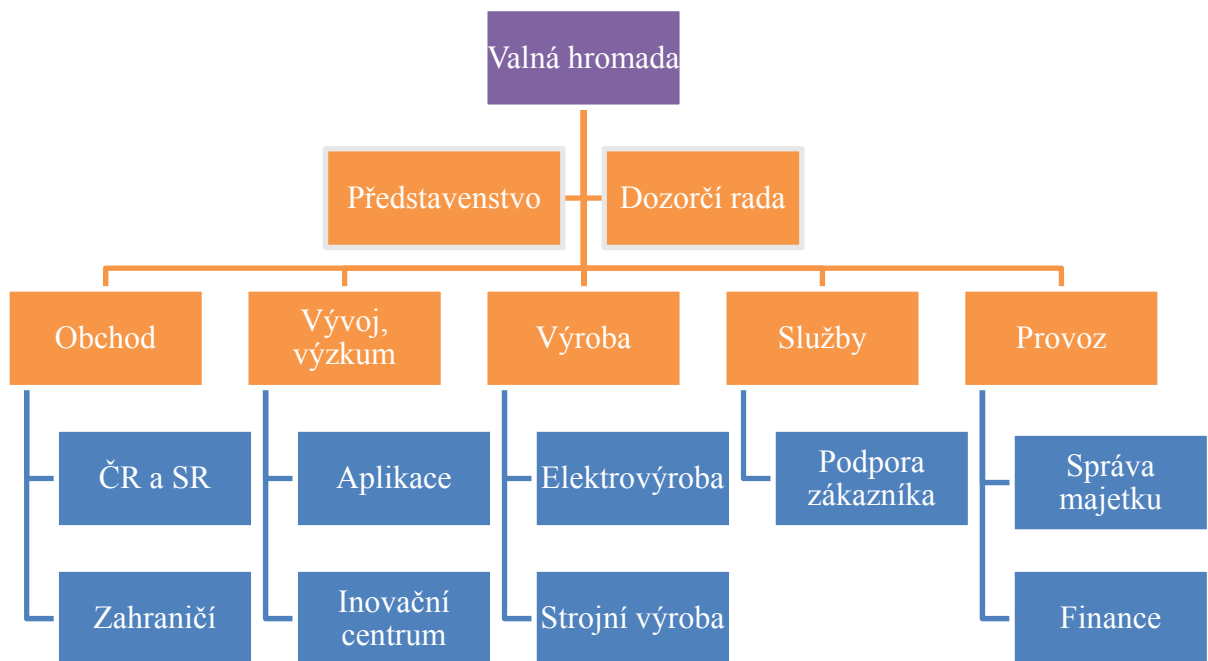 Valná hromada
Představenstvo
Dozorčí rada
Obchod
Vývoj,
výzkum
Výroba
Služby
Provoz
ČR a SR
Aplikace
Elektrovýroba
Podpora
zákazníka
Správa
majetku
Zahraničí
Inovační
centrum
Strojní výroba
Finance